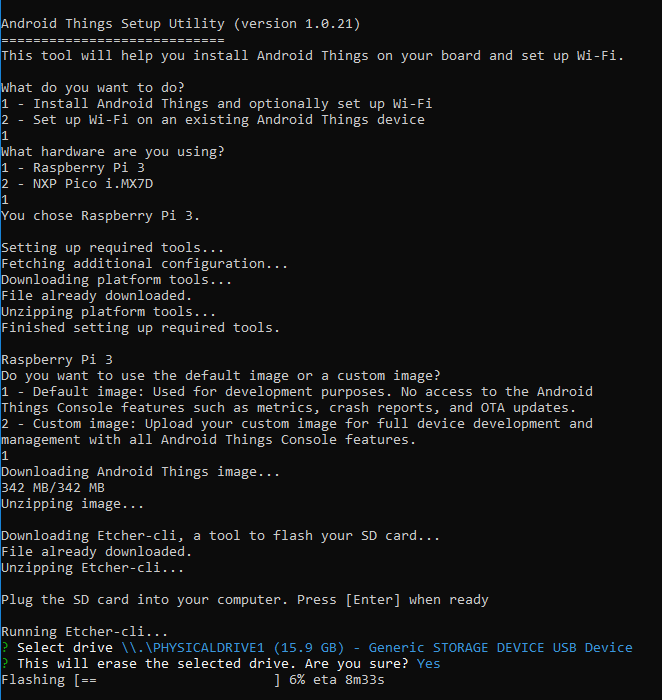 Android Things Setup Utility (version 1.0.21)
============================
This tool will help you install Android Things on your board and set up Wi-Fi.
What do you want to do?
1 - Install Android Things and optionally set up Wi-Fi
2 - Set up Wi-Fi on an existing Android Things device
1
What hardware are you using?
1 - Raspberry Pi 3
2 - NXP Pico i.MX7D
1
You chose Raspberry Pi 3.
Setting up required tools...
Fetching additional configuration...
Downloading platform tools...
File already downloaded.
Unzipping platform tools...
Finished setting up required tools.
Raspberry Pi 3
Do you want to use the default image or a custom image?
1 - Default image: Used for development purposes. No access to the Android
Things Console features such as metrics, crash reports, and OTA updates.
2 - Custom image: Upload your custom image for full device development and
management with all Android Things Console features.
1
Downloading Android Things image...
342 MB/342 MB
Unzipping image...
Downloading Etcher-cli, a tool to flash your SD card...
File already downloaded.
Unzipping Etcher-cli...
Plug the SD card into your computer. Press [Enter] when ready
Running Etcher-cli...
? Select drive \\.\PHYSICALDRIVE1 (15.9 GB) - Generic STORAGE DEVICE USB Device
? This will erase the selected drive. Are you sure? Yes
Flashing [==                      ] 6% eta 8m33s